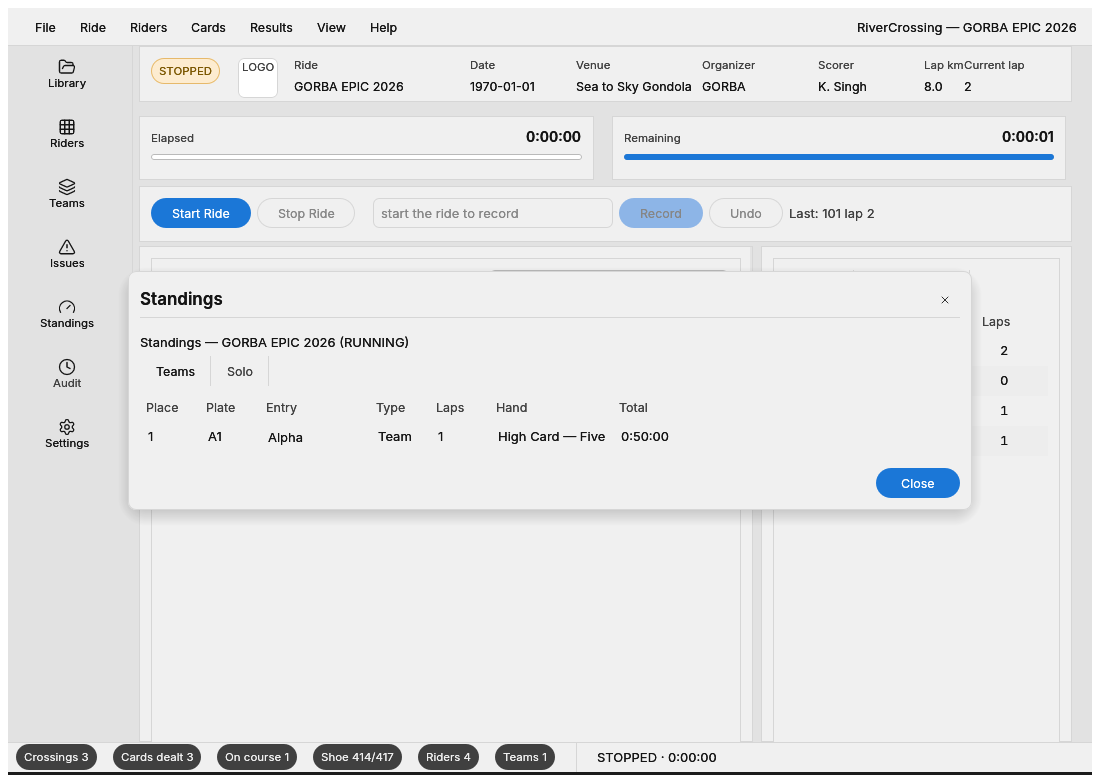 File Ride Riders Cards Results View Help RiverCrossing — GORBA EPIC 2026
Library
Riders
Teams
Issues
Standings
Audit
Settings
STOPPED LOGO Ride Date Venue Organizer Scorer Lap km Current lap
GORBA EPIC 2026 1970-01-01 Sea to Sky Gondola GORBA K. Singh 8.0 2
Elapsed 0:00:00 Remaining 0:00:01
Start Ride Stop Ride start the ride to record Record Undo Last: 101 lap 2
Laps
2
0
1
1
Standings ×
Standings — GORBA EPIC 2026 (RUNNING)
Teams Solo
Place Plate Entry Type Laps Hand Total
1 A1 Alpha Team 1 High Card — Five 0:50:00
Close
Crossings 3 Cards dealt 3 On course 1 Shoe 414/417 Riders 4 Teams 1 STOPPED · 0:00:00